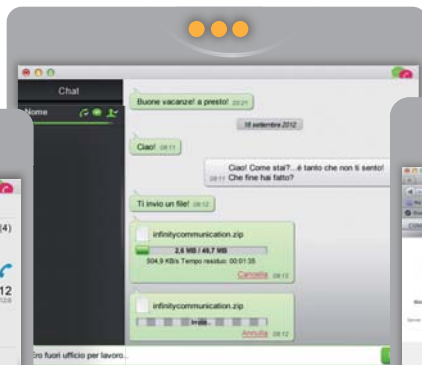 Chat
Nome
Buone vacanze! a presto! 20:21
16 settembre 2012
Ciao! 08:11
Ciao! Come stai?...é tanto che non ti sento!
08:11 Che fine hai fatto?
Ti invio un file! 08:12
infinitycommunication.zip
2,6 MB / 49,7 MB
504,9 KB/s Tempo residuo: 00:01:35
Cancella 08:12
infinitycommunication.zip
Invio..
Annulla 08:12
Ero fuori ufficio per lavoro..
(4)
12